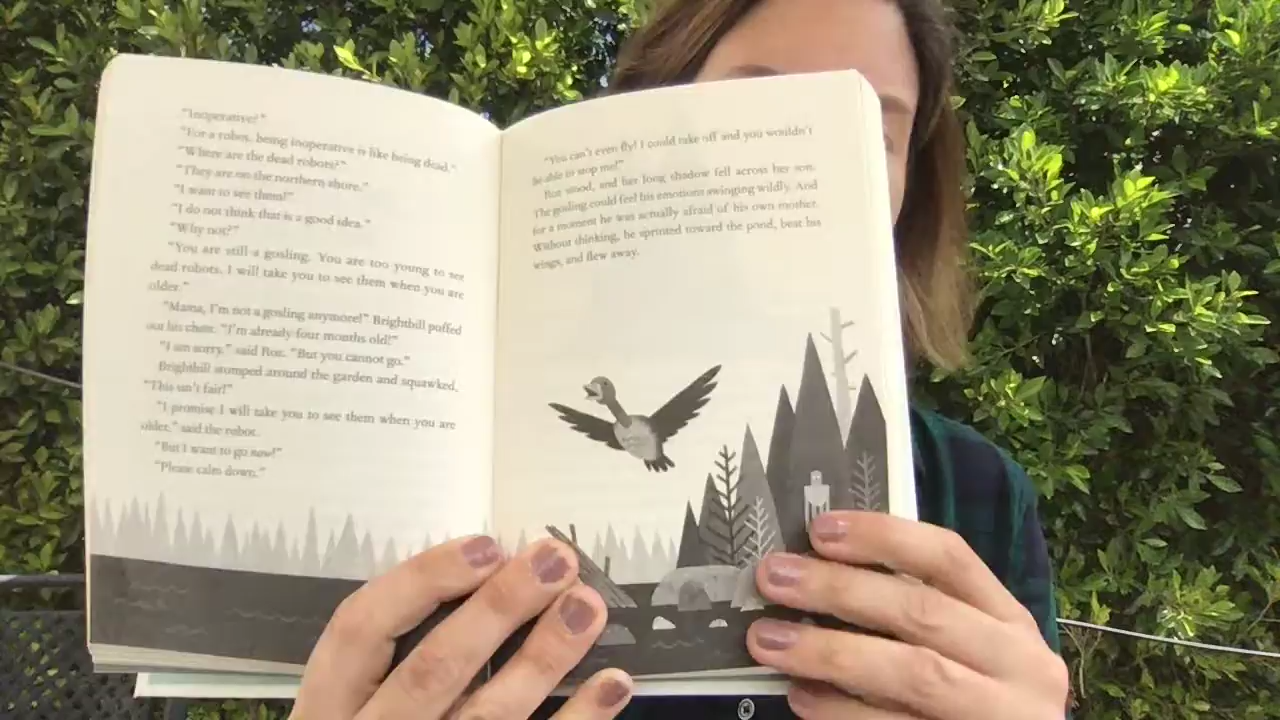 "Inoperative?"
"For a robot, being inoperative is like being dead."
"Where are the dead robots?"
"They are on the northern shore."
"I want to see them!"
"I do not think that is a good idea."
"Why not?"
"You are still a gosling. You are too young to see
dead robots. I will take you to see them when you are
older."
"Mama, I'm not a gosling anymore!" Brightbill puffed
out his chest. "I'm already four months old!"
"I am sorry," said Roz. "But you cannot go."
Brightbill stomped around the garden and squawked,
"This isn't fair!"
"I promise I will take you to see them when you are
older," said the robot.
"But I want to go now!"
"Please calm down."
"You can't even fly! I could take off and you wouldn't
be able to stop me!"
Roz stood, and her long shadow fell across her son.
The gosling could feel his emotions swinging wildly. And
for a moment he was actually afraid of his own mother.
Without thinking, he sprinted toward the pond, beat his
wings, and flew away.